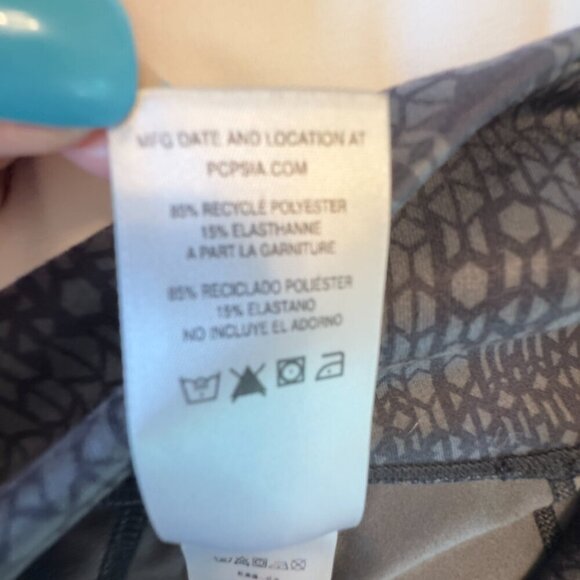 MFG DATE AND LOCATION AT
PCPSIA.COM
85% RECYCLÉ POLYESTER
15% ELASTHANNE
A PART LA GARNITURE
85% RECICLADO POLIÉSTER
15% ELASTANO
NO INCLUYE EL ADORNO